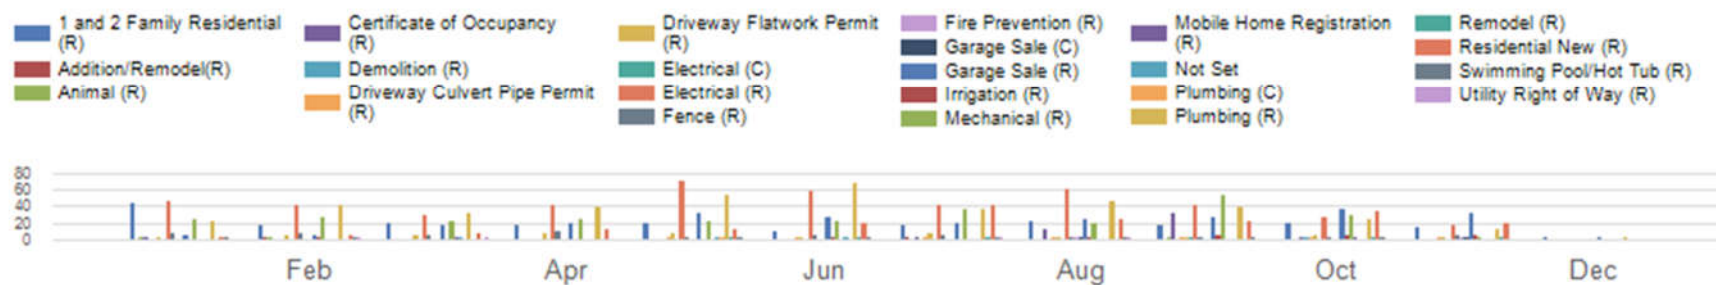 1 and 2 Family Residential
(R)
Addition/Remodel(R)
Animal (R)
Certificate of Occupancy
(R)
Demolition (R)
Driveway Culvert Pipe Permit
(R)
Driveway Flatwork Permit
(R)
Electrical (C)
Electrical (R)
Fence (R)
Fire Prevention (R)
Garage Sale (C)
Garage Sale (R)
Irrigation (R)
Mechanical (R)
Mobile Home Registration
(R)
Not Set
Plumbing (C)
Plumbing (R)
Remodel (R)
Residential New (R)
Swimming Pool/Hot Tub (R)
Utility Right of Way (R)
80
60
40
20
0
Feb Apr Jun Aug Oct Dec